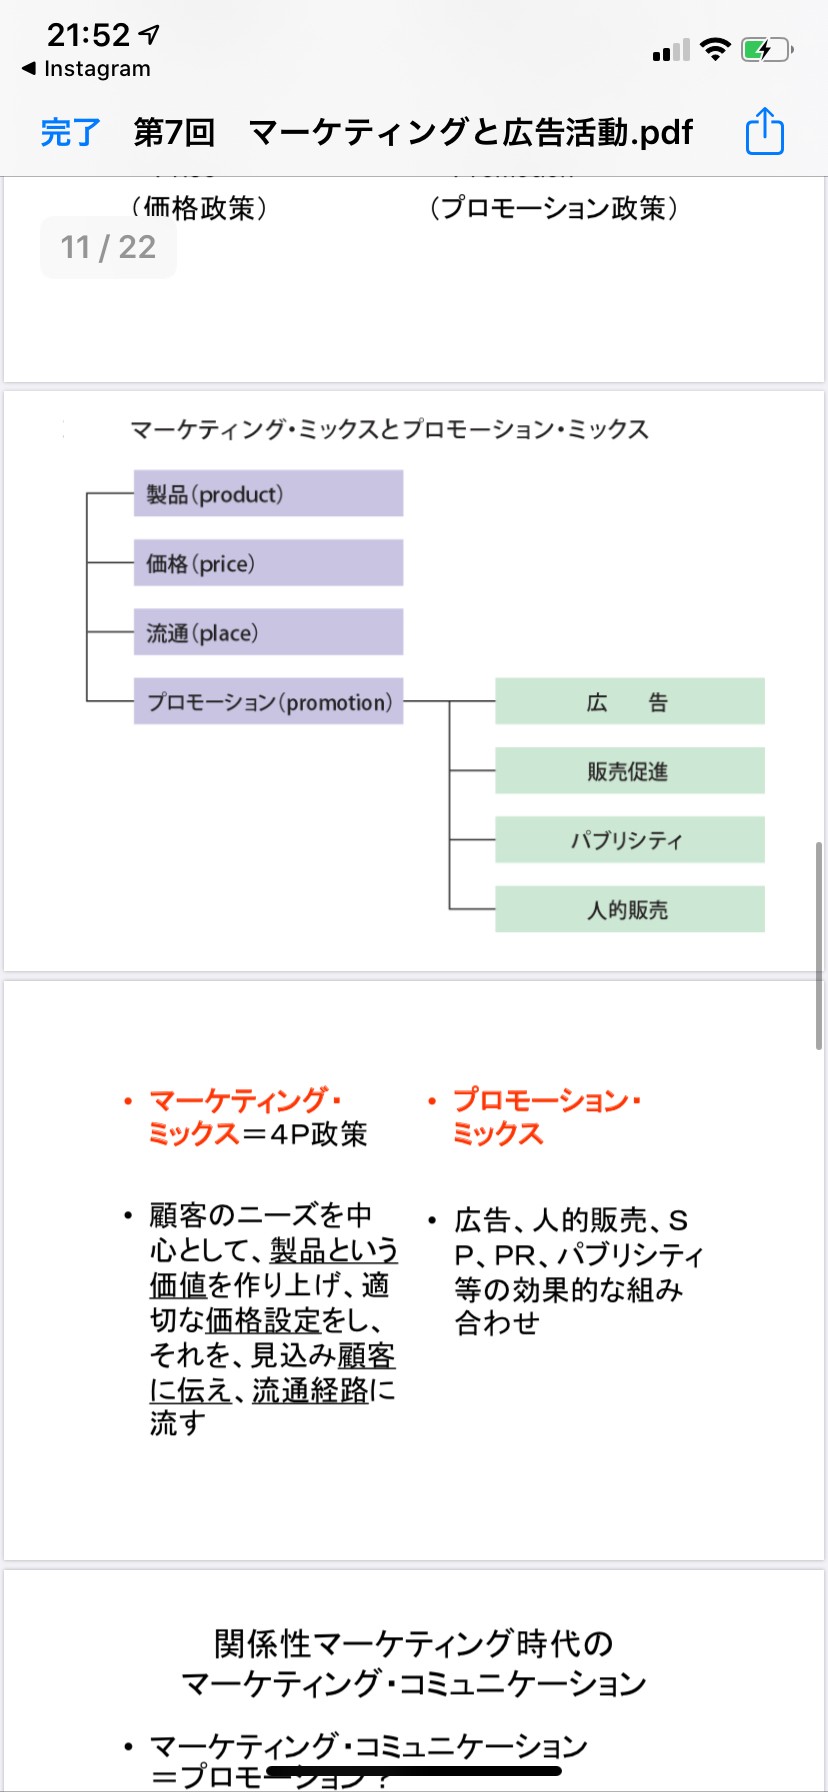 21:52
◀ Instagram
完了 第7回 マーケティングと広告活動.pdf
（価格政策） （プロモーション政策）
11 / 22
マーケティング・ミックスとプロモーション・ミックス
製品（product）
価格（price）
流通（place）
プロモーション（promotion）
広 告
販売促進
パブリシティ
人的販売
• マーケティング・
ミックス＝4P政策
• 顧客のニーズを中
心として、製品という
価値を作り上げ、適
切な価格設定をし、
それを、見込み顧客
に伝え、流通経路に
流す
• プロモーション・
ミックス
• 広告、人的販売、S
P、PR、パブリシティ
等の効果的な組み
合わせ
関係性マーケティング時代の
マーケティング・コミュニケーション
• マーケティング・コミュニケーション
＝プロモーション？